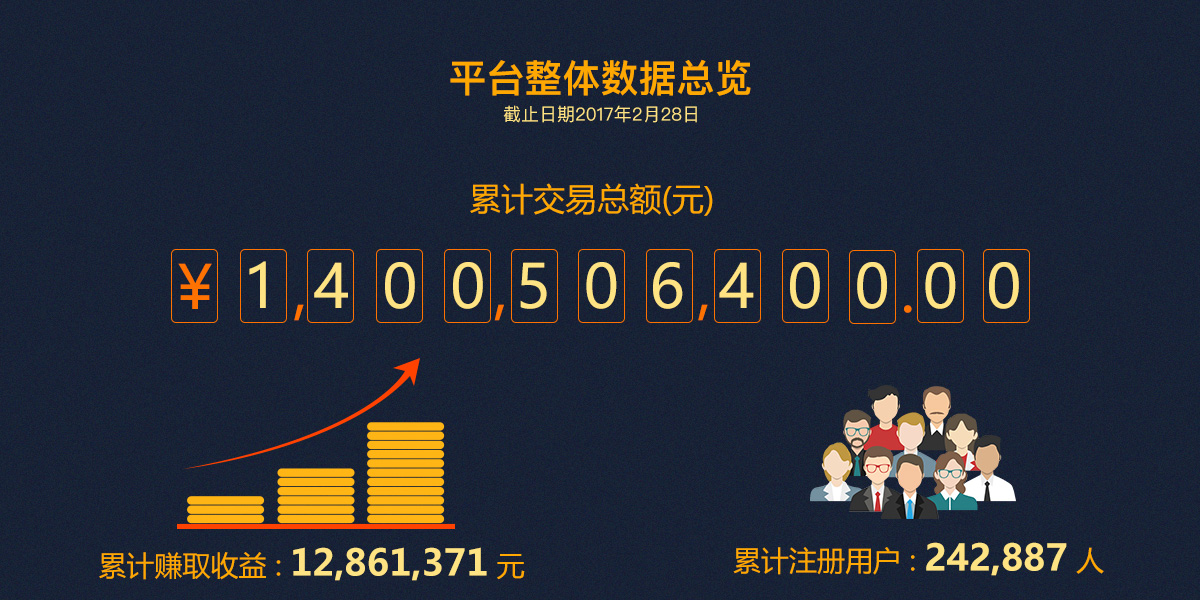 平台整体数据总览
截止日期2017年2月28日
累计交易总额(元)
¥1,400,506,400.00
累计赚取收益：12,861,371 元
累计注册用户：242,887 人